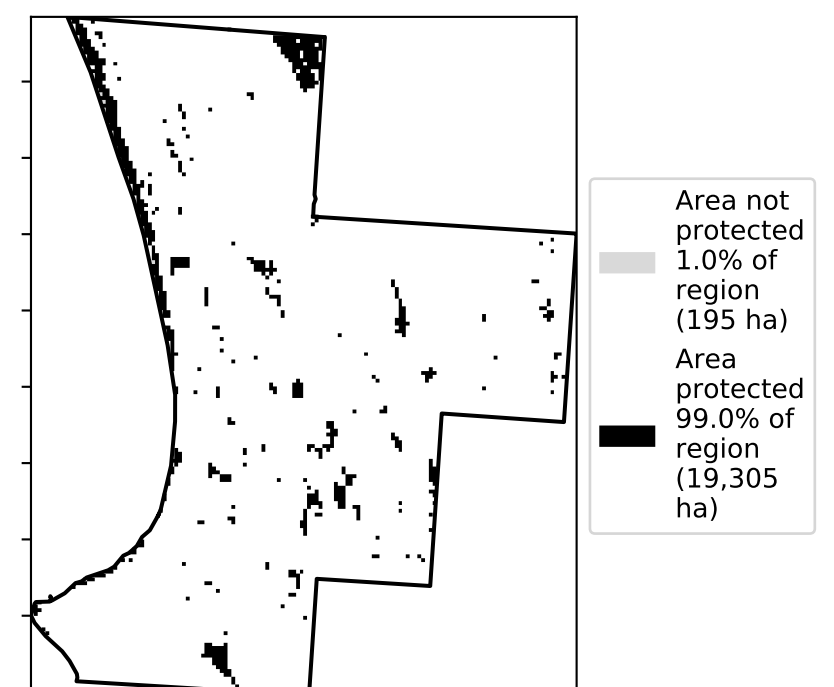 Area not
protected
1.0% of
region
(195 ha)
Area
protected
99.0% of
region
(19,305
ha)